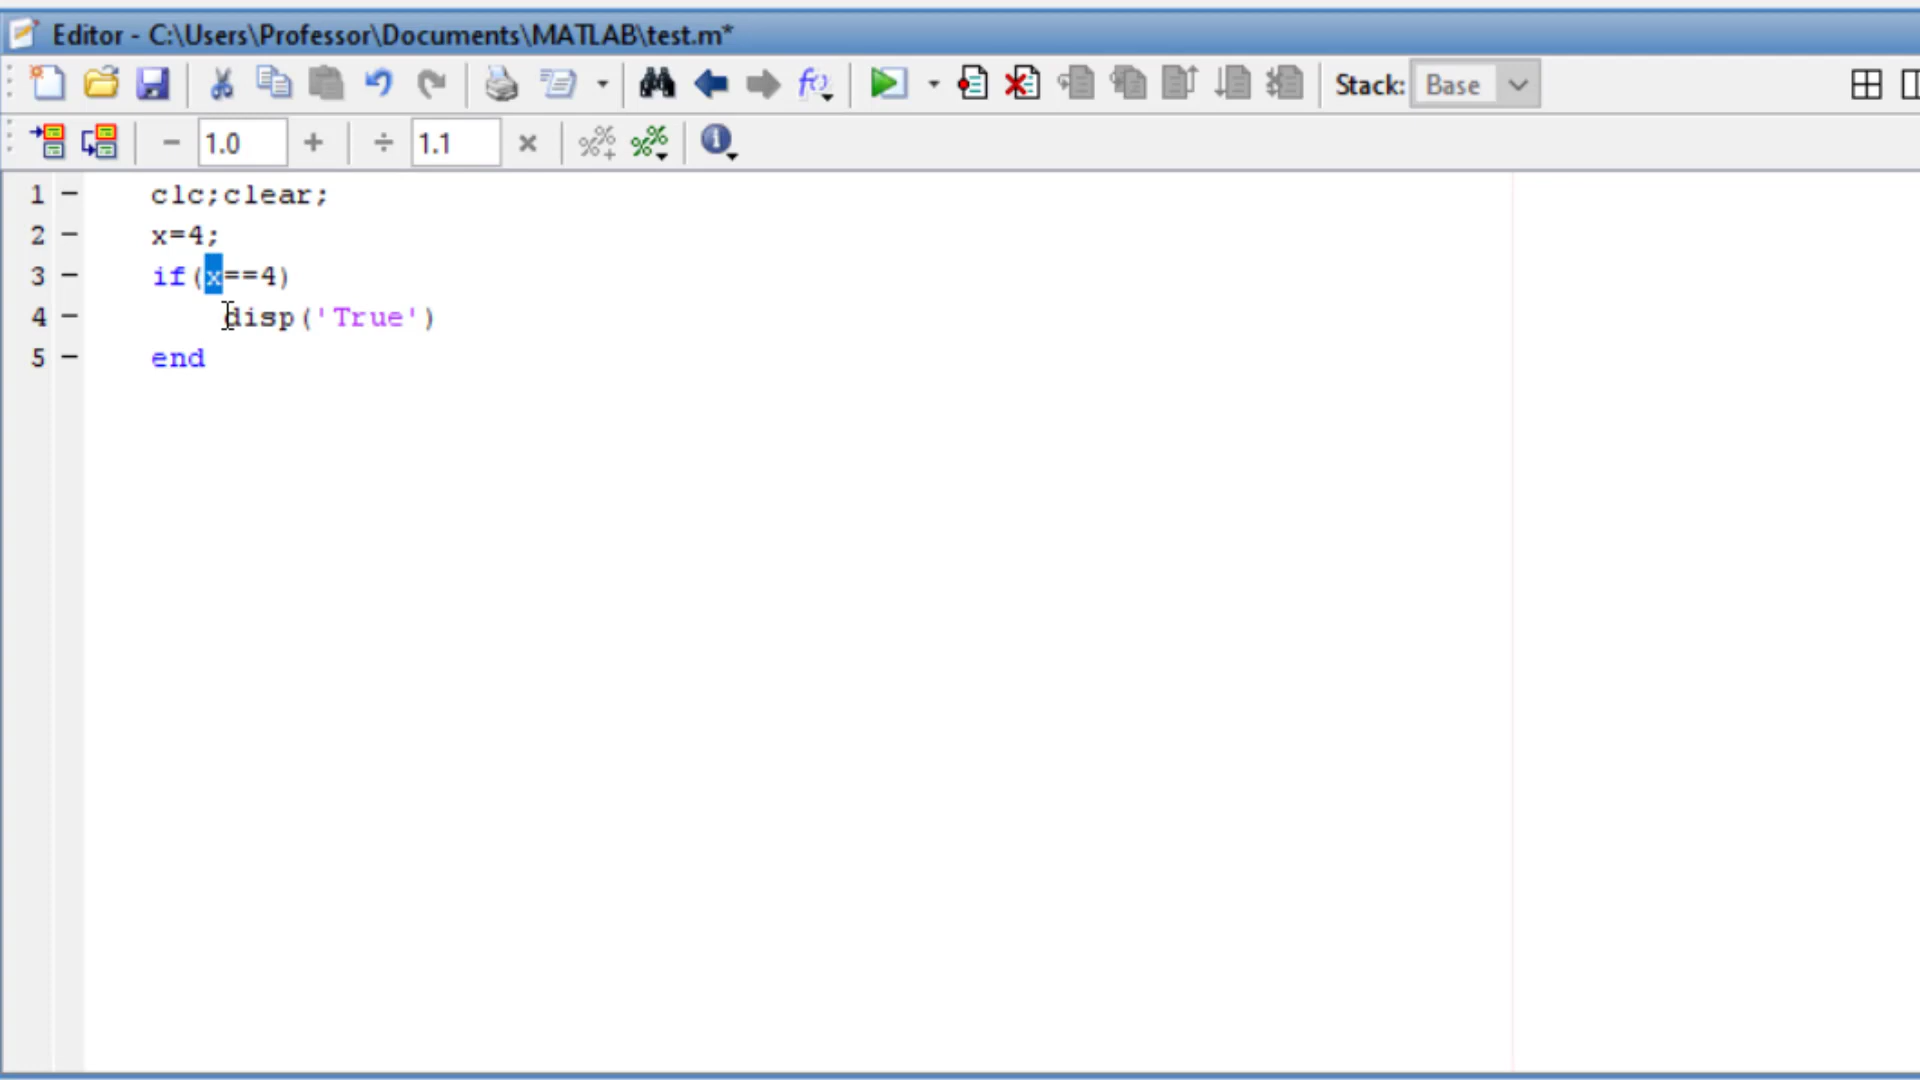 Editor - C:\Users\Professor\Documents\MATLAB\test.m*
Stack: Base
1.0 1.1
1 clc;clear;
2 x=4;
3 if(x==4)
4 disp('True')
5 end